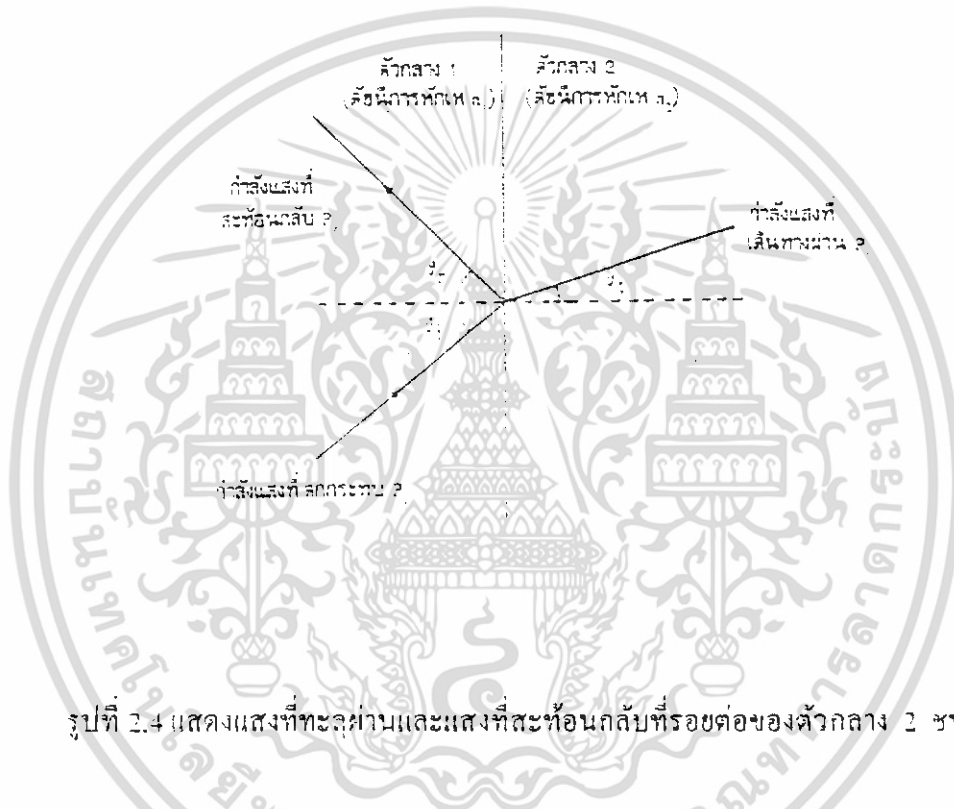 ตัวกลาง 1
(ดัชนีการหักเห n₁)
ตัวกลาง 2
(ดัชนีการหักเห n₂)
กำลังแสงที่
สะท้อนกลับ P
กำลังแสงที่
เดินทางผ่าน P
กำลังแสงที่ตกกระทบ P
รูปที่ 2.4 แสดงแสงที่ทะลุผ่านและแสงที่สะท้อนกลับที่รอยต่อของตัวกลาง 2